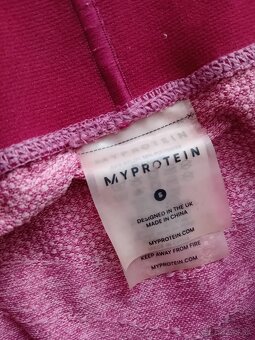 MYPROTEIN
S
DESIGNED IN THE UK
MADE IN CHINA
MYPROTEIN.COM
KEEP AWAY FROM FIRE
MYPROTEIN.COM